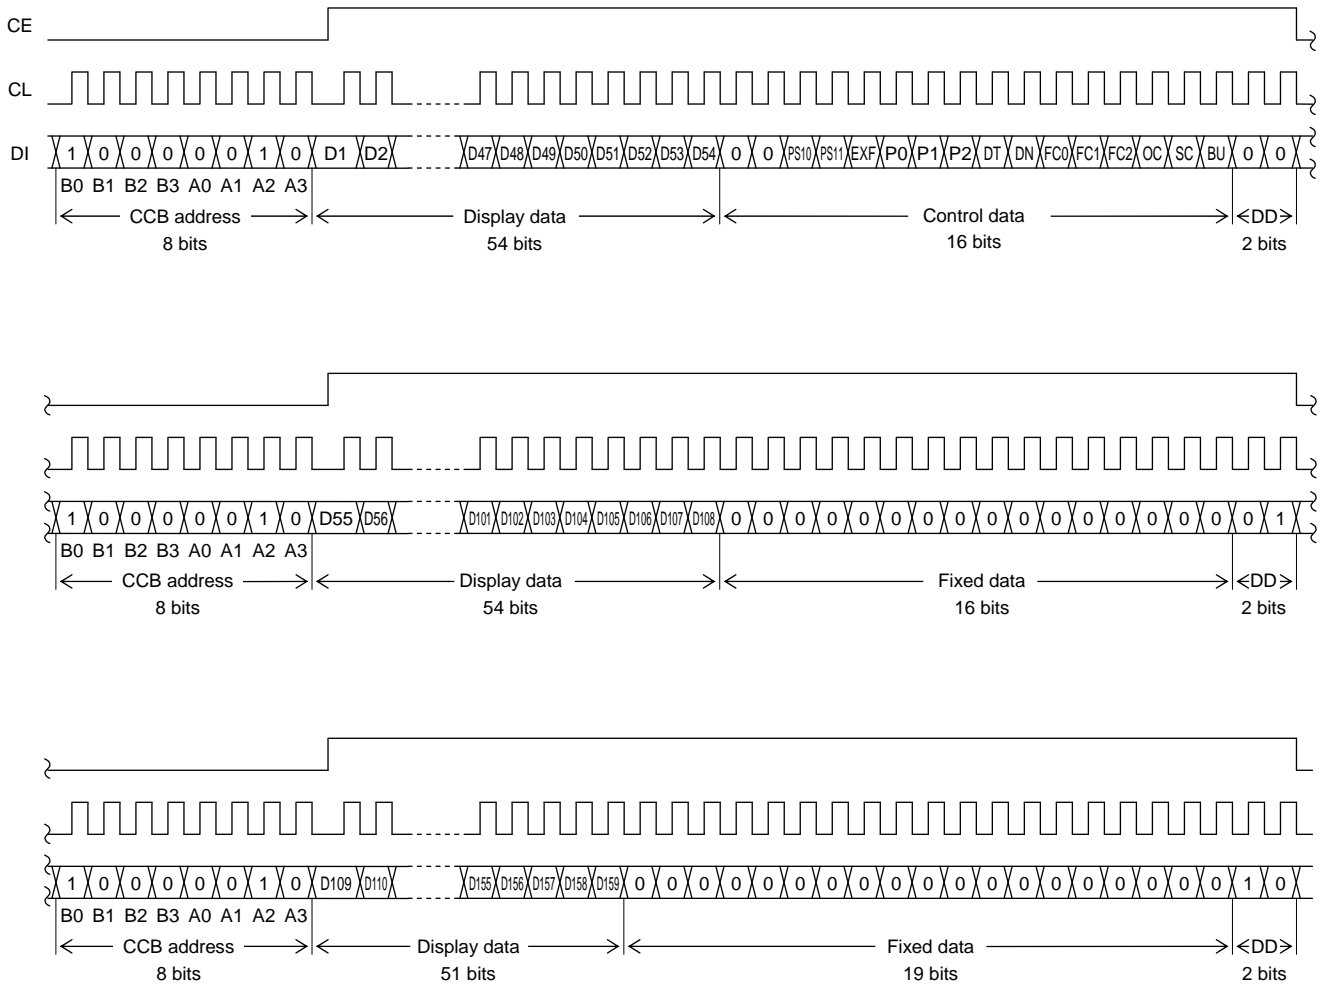 CE
CL
DI 1 0 0 0 0 0 1 0 D1 D2 D47 D48 D49 D50 D51 D52 D53 D54 0 0 PS10 PS11 EXF P0 P1 P2 DT DN FC0 FC1 FC2 OC SC BU 0 0
B0 B1 B2 B3 A0 A1 A2 A3
CCB address Display data Control data DD
8 bits 54 bits 16 bits 2 bits
1 0 0 0 0 0 1 0 D55 D56 D101 D102 D103 D104 D105 D106 D107 D108 0 0 0 0 0 0 0 0 0 0 0 0 0 0 0 0 0 1
B0 B1 B2 B3 A0 A1 A2 A3
CCB address Display data Fixed data DD
8 bits 54 bits 16 bits 2 bits
1 0 0 0 0 0 1 0 D109 D110 D155 D156 D157 D158 D159 0 0 0 0 0 0 0 0 0 0 0 0 0 0 0 0 0 0 0 1 0
B0 B1 B2 B3 A0 A1 A2 A3
CCB address Display data Fixed data DD
8 bits 51 bits 19 bits 2 bits